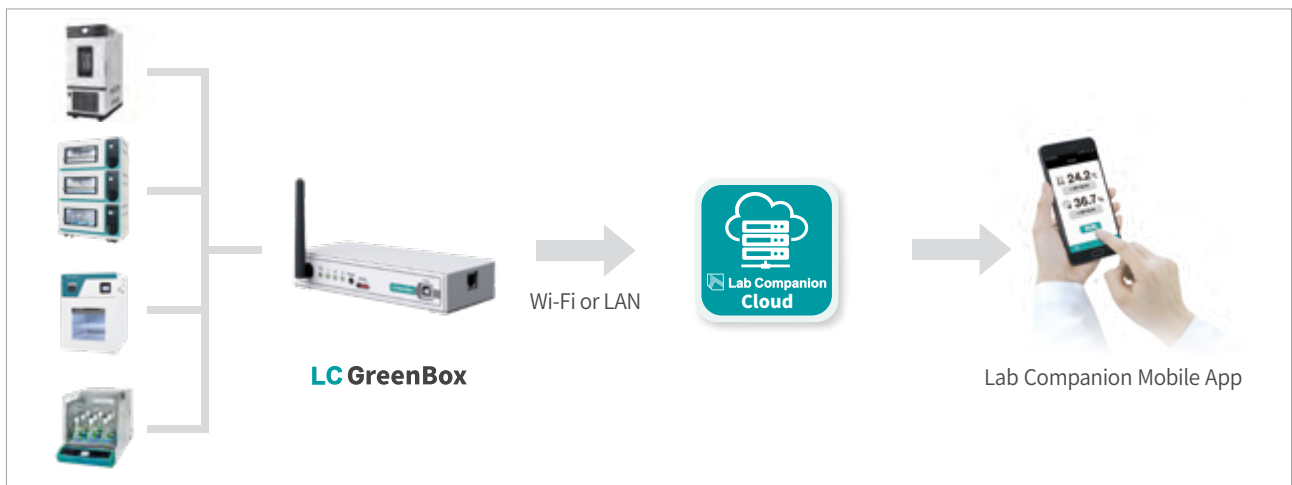 Wi-Fi or LAN
LC GreenBox
Lab Companion
Cloud
24.2
36.7
Lab Companion Mobile App